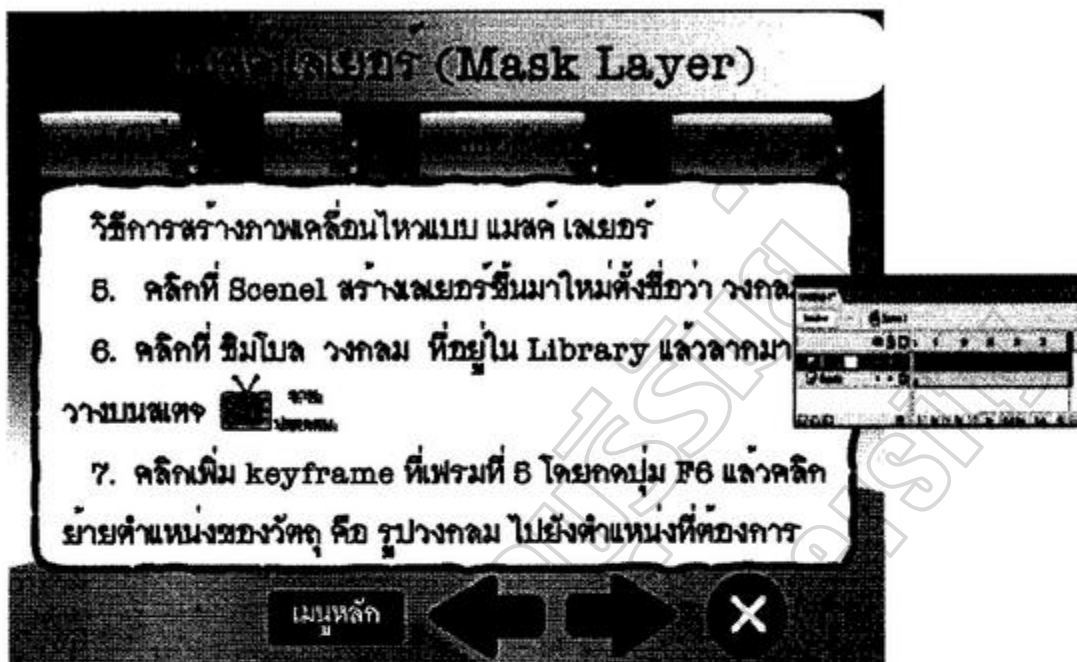 เลเยอร์ (Mask Layer)
วิธีการสร้างภาพเคลื่อนไหวแบบ แมสค์ เลเยอร์
5. คลิกที่ Scene1 สร้างเลเยอร์ขึ้นมาใหม่ตั้งชื่อว่า วงกลม
6. คลิกที่ ซิมโบล วงกลม ที่อยู่ใน Library แล้วลากมา
วางบนสเตจ
7. คลิกเพิ่ม keyframe ที่เฟรมที่ 5 โดยกดปุ่ม F6 แล้วคลิก
ย้ายตำแหน่งของวัตถุ คือ รูปวงกลม ไปยังตำแหน่งที่ต้องการ
เมนูหลัก